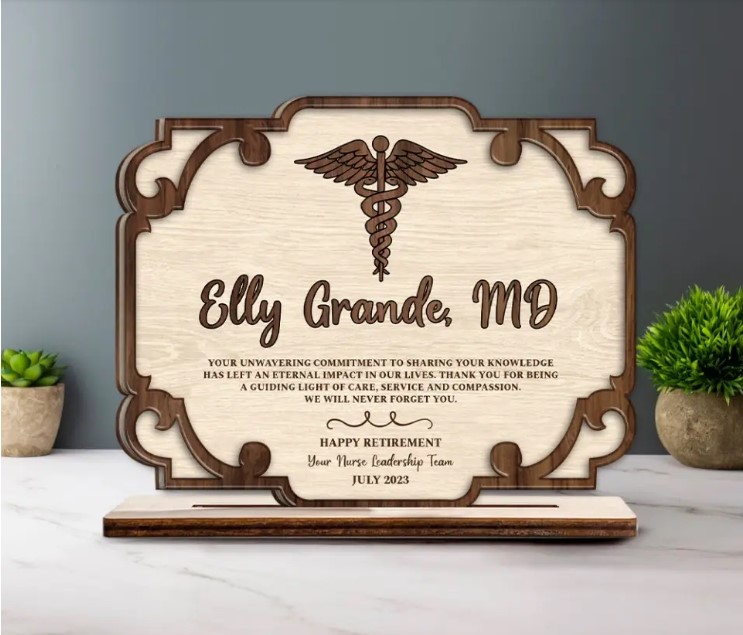 Elly Grande, MD
YOUR UNWAVERING COMMITMENT TO SHARING YOUR KNOWLEDGE
HAS LEFT AN ETERNAL IMPACT IN OUR LIVES. THANK YOU FOR BEING
A GUIDING LIGHT OF CARE, SERVICE AND COMPASSION.
WE WILL NEVER FORGET YOU.
HAPPY RETIREMENT
Your Nurse Leadership Team
JULY 2023